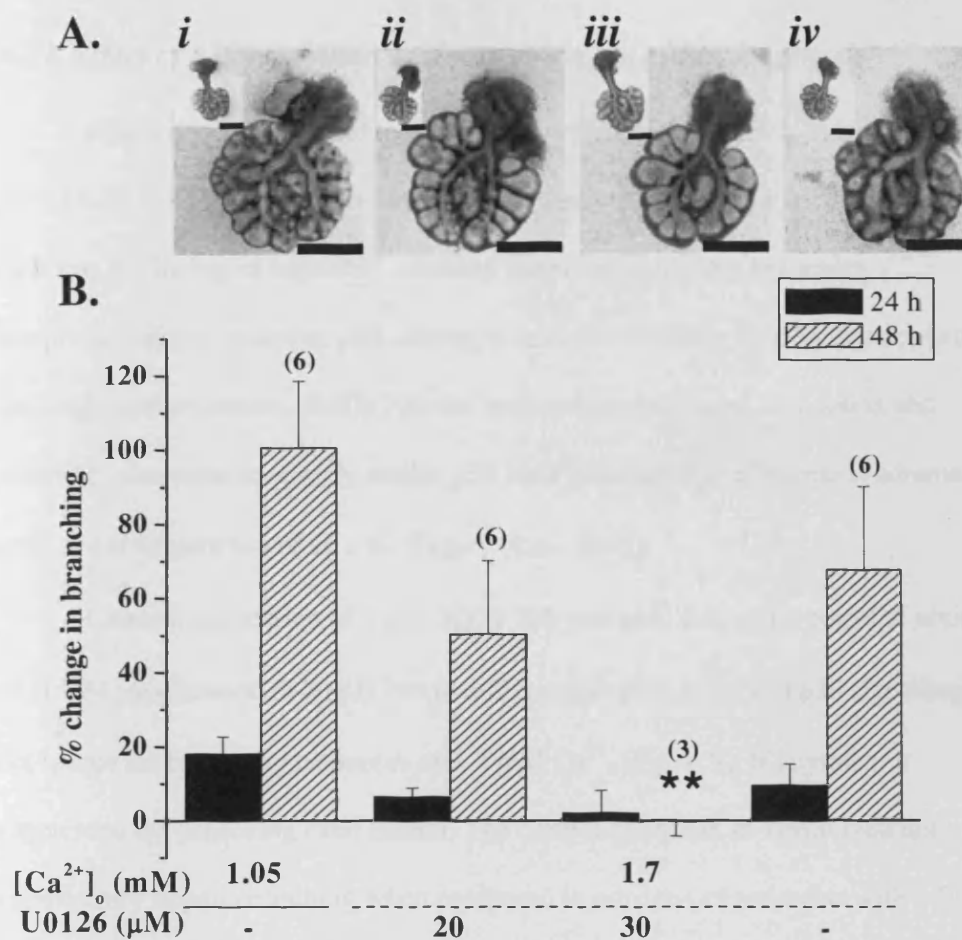 A. i ii iii iv
B.
24 h
48 h
% change in branching
120
100
80
60
40
20
0
(6)
(6)
(3)
**
(6)
[Ca²⁺]ₒ (mM) 1.05 1.7
U0126 (µM) - 20 30 -